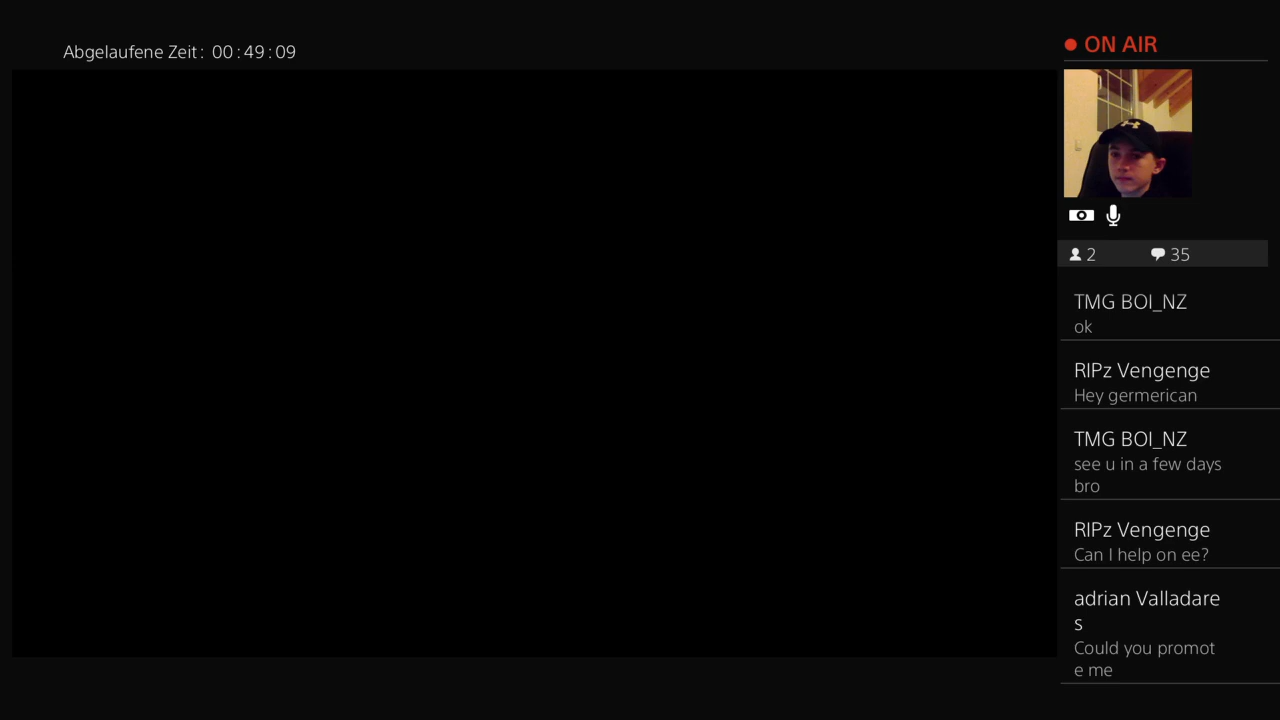 Abgelaufene Zeit: 00:49:09
ON AIR
2 35
TMG BOI_NZ
ok
RIPz Vengenge
Hey germerican
TMG BOI_NZ
see u in a few days
bro
RIPz Vengenge
Can I help on ee?
adrian Valladare
s
Could you promot
e me